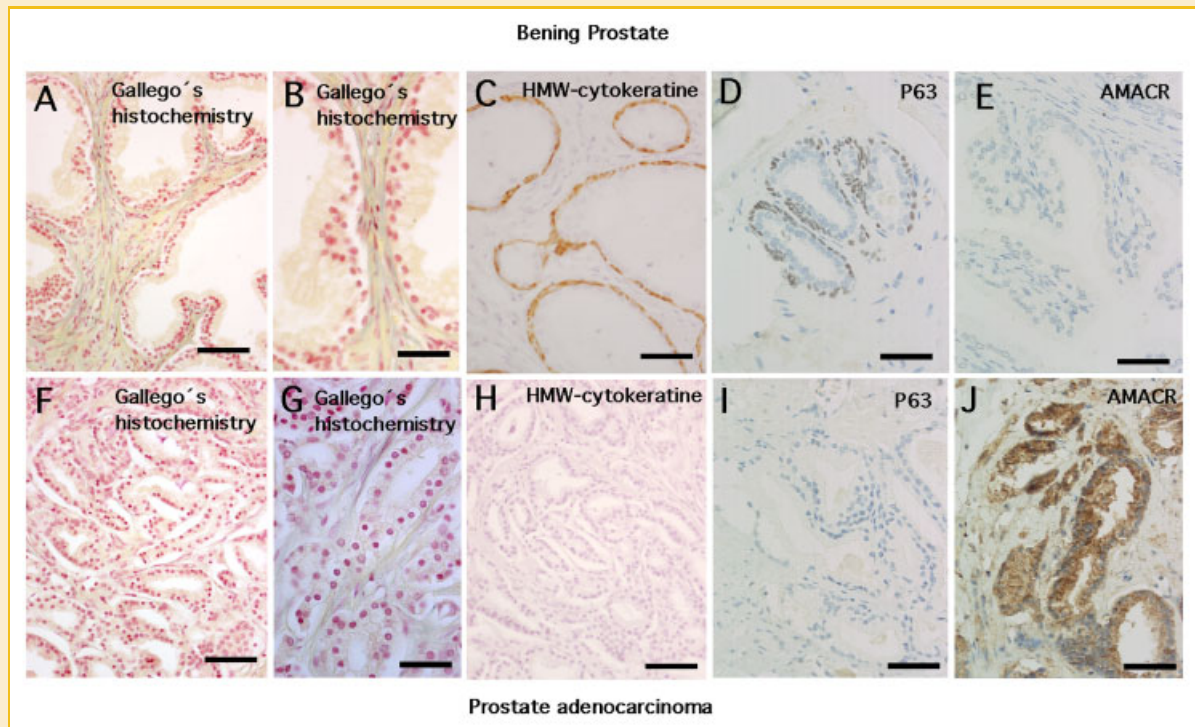 Bening Prostate
A
Gallego´s
histochemistry
B
Gallego´s
histochemistry
C
HMW-cytokeratine
D
P63
E
AMACR
F
Gallego´s
histochemistry
G
Gallego´s
histochemistry
H
HMW-cytokeratine
I
P63
J
AMACR
Prostate adenocarcinoma